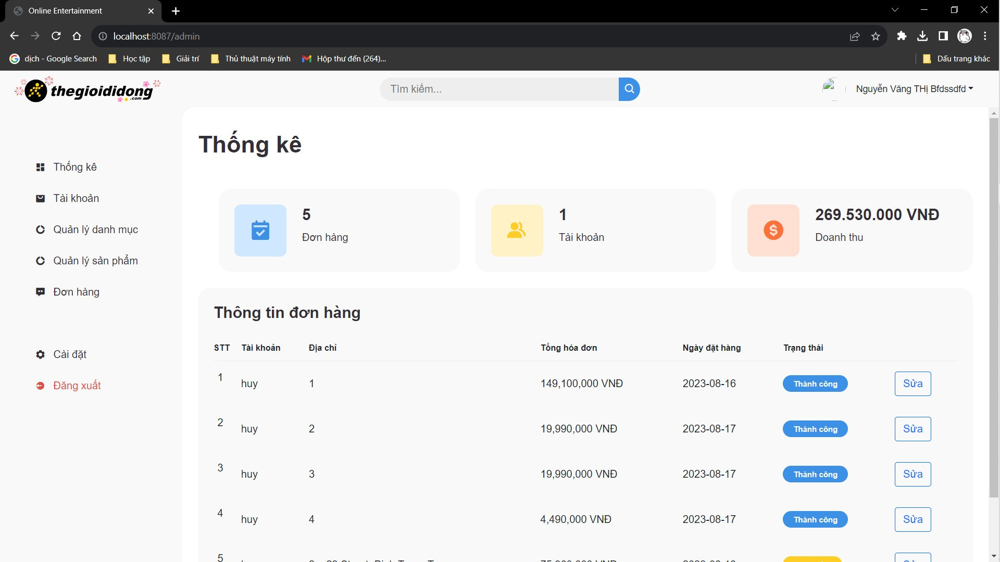 Online Entertainment
localhost:8087/admin
dịch - Google Search
Học tập
Giải trí
Thủ thuật máy tính
Hộp thư đến (264)...
Dấu trang khác
thegioididong
.com
Tìm kiếm...
Nguyễn Văng THị Bfdssdfd
Thống kê
Tài khoản
Quản lý danh mục
Quản lý sản phẩm
Đơn hàng
Cài đặt
Đăng xuất
Thống kê
5
Đơn hàng
1
Tài khoản
269.530.000 VNĐ
Doanh thu
Thông tin đơn hàng
STT Tài khoản Địa chỉ Tổng hóa đơn Ngày đặt hàng Trạng thái
1 huy 1 149,100,000 VNĐ 2023-08-16 Thành công Sửa
2 huy 2 19,990,000 VNĐ 2023-08-17 Thành công Sửa
3 huy 3 19,990,000 VNĐ 2023-08-17 Thành công Sửa
4 huy 4 4,490,000 VNĐ 2023-08-17 Thành công Sửa
5